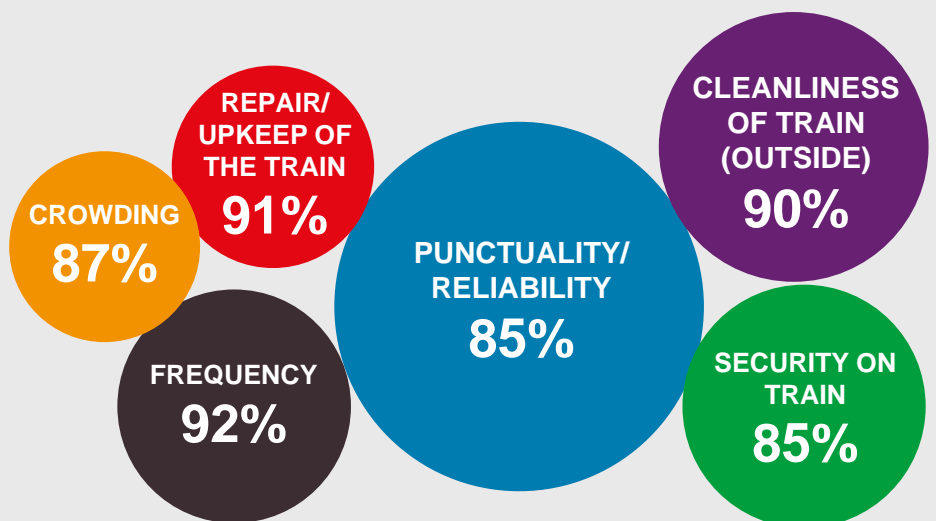 REPAIR/
UPKEEP OF
THE TRAIN
91%
CROWDING
87%
FREQUENCY
92%
PUNCTUALITY/
RELIABILITY
85%
CLEANLINESS
OF TRAIN
(OUTSIDE)
90%
SECURITY ON
TRAIN
85%